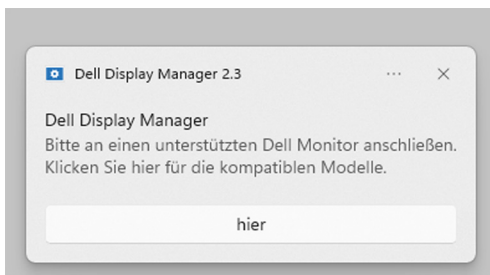 Dell Display Manager 2.3
Dell Display Manager
Bitte an einen unterstützten Dell Monitor anschließen.
Klicken Sie hier für die kompatiblen Modelle.
hier